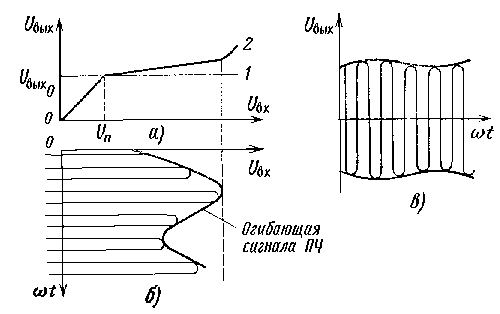 Uвых
2
1
Uвых0
0
Uп
а)
Uвх
0
Uвх
Огибающая
сигнала ПЧ
ωt
б)
Uвых
ωt
в)